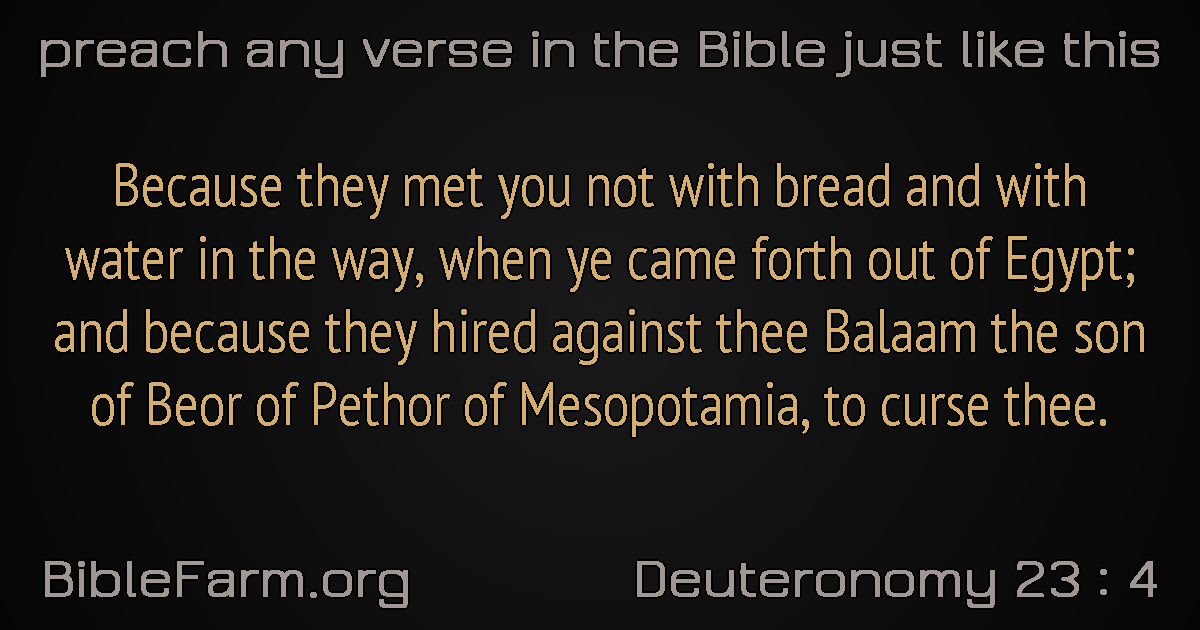 preach any verse in the Bible just like this
Because they met you not with bread and with
water in the way, when ye came forth out of Egypt;
and because they hired against thee Balaam the son
of Beor of Pethor of Mesopotamia, to curse thee.
BibleFarm.org
Deuteronomy 23 : 4